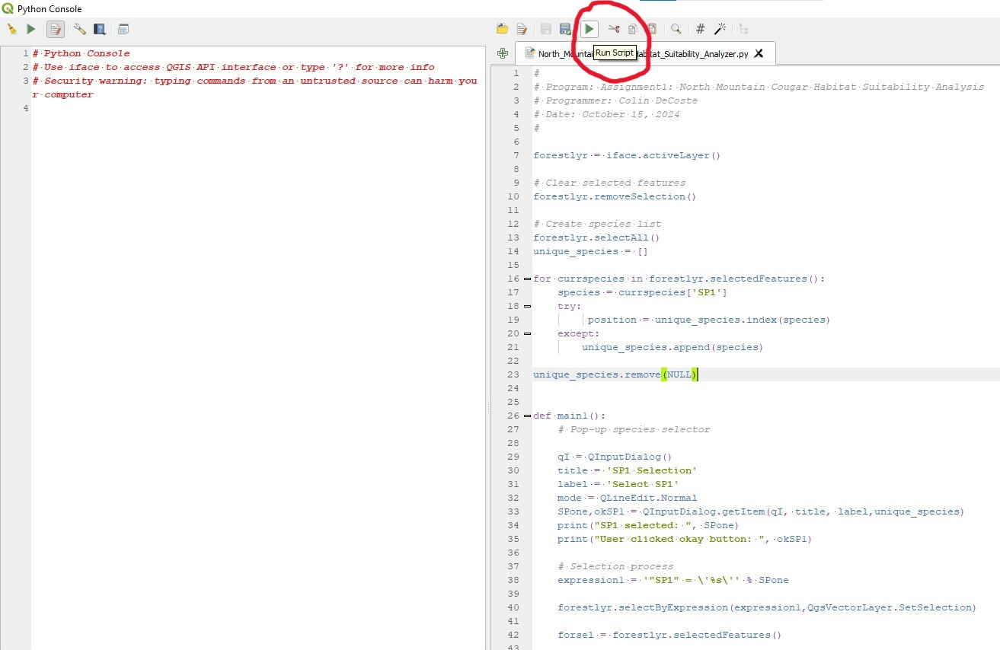 Python Console
1 # Python Console
2 # Use iface to access QGIS API interface or type '?' for more info
3 # Security warning: typing commands from an untrusted source can harm you
r computer
4
North_Mountai
Run Script
abitat_Suitability_Analyzer.py
1 #
2 # Program: Assignment1: North Mountain Cougar Habitat Suitability Analysis
3 # Programmer: Colin DeCoste
4 # Date: October 15, 2024
5 #
6
7 forestlyr = iface.activeLayer()
8
9 # Clear selected features
10 forestlyr.removeSelection()
11
12 # Create species list
13 forestlyr.selectAll()
14 unique_species = []
15
16 for currspecies in forestlyr.selectedFeatures():
17 species = currspecies['SP1']
18 try:
19 position = unique_species.index(species)
20 except:
21 unique_species.append(species)
22
23 unique_species.remove(NULL)
24
25
26 def main1():
27 # Pop-up species selector
28
29 qI = QInputDialog()
30 title = 'SP1 Selection'
31 label = 'Select SP1'
32 mode = QLineEdit.Normal
33 SPone,okSP1 = QInputDialog.getItem(qI, title, label,unique_species)
34 print("SP1 selected: ", SPone)
35 print("User clicked okay button: ", okSP1)
36
37 # Selection process
38 expression1 = '"SP1" = \'%s\'' % SPone
39
40 forestlyr.selectByExpression(expression1,QgsVectorLayer.SetSelection)
41
42 forsel = forestlyr.selectedFeatures()
43